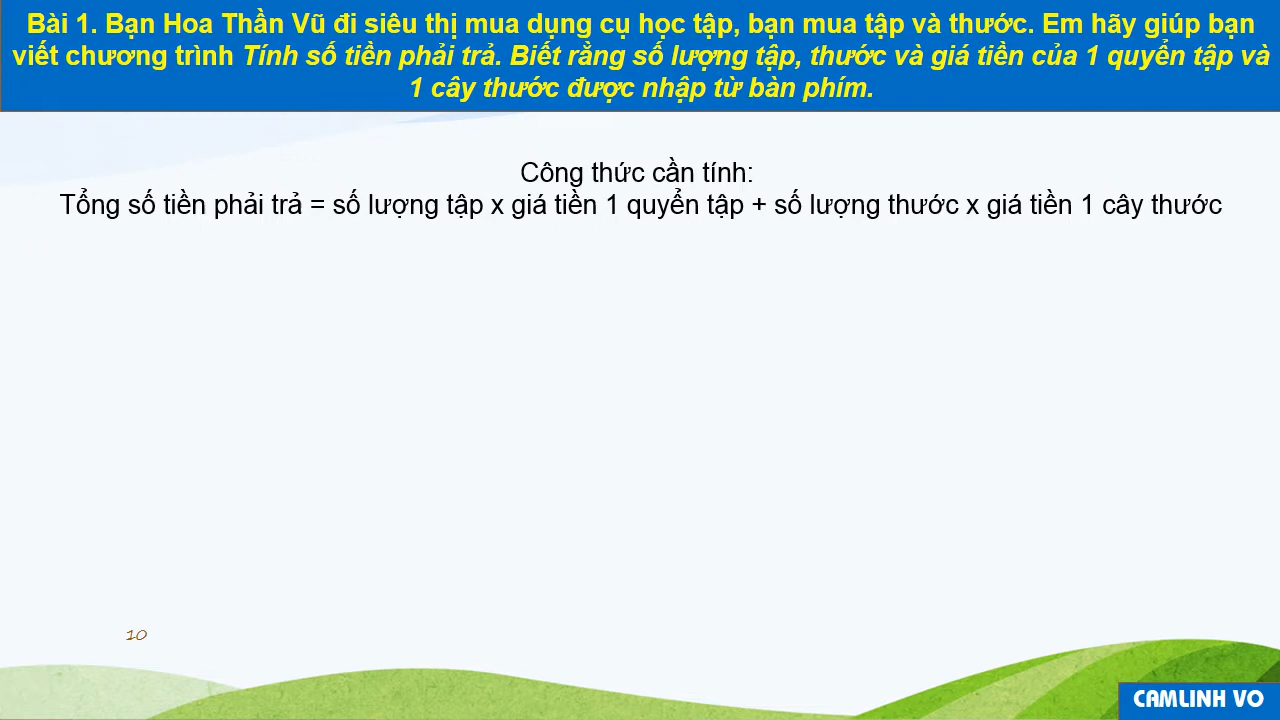 Bài 1. Bạn Hoa Thần Vũ đi siêu thị mua dụng cụ học tập, bạn mua tập và thước. Em hãy giúp bạn
viết chương trình Tính số tiền phải trả. Biết rằng số lượng tập, thước và giá tiền của 1 quyển tập và
1 cây thước được nhập từ bàn phím.
Công thức cần tính:
Tổng số tiền phải trả = số lượng tập x giá tiền 1 quyển tập + số lượng thước x giá tiền 1 cây thước
10
CAMLINH VO